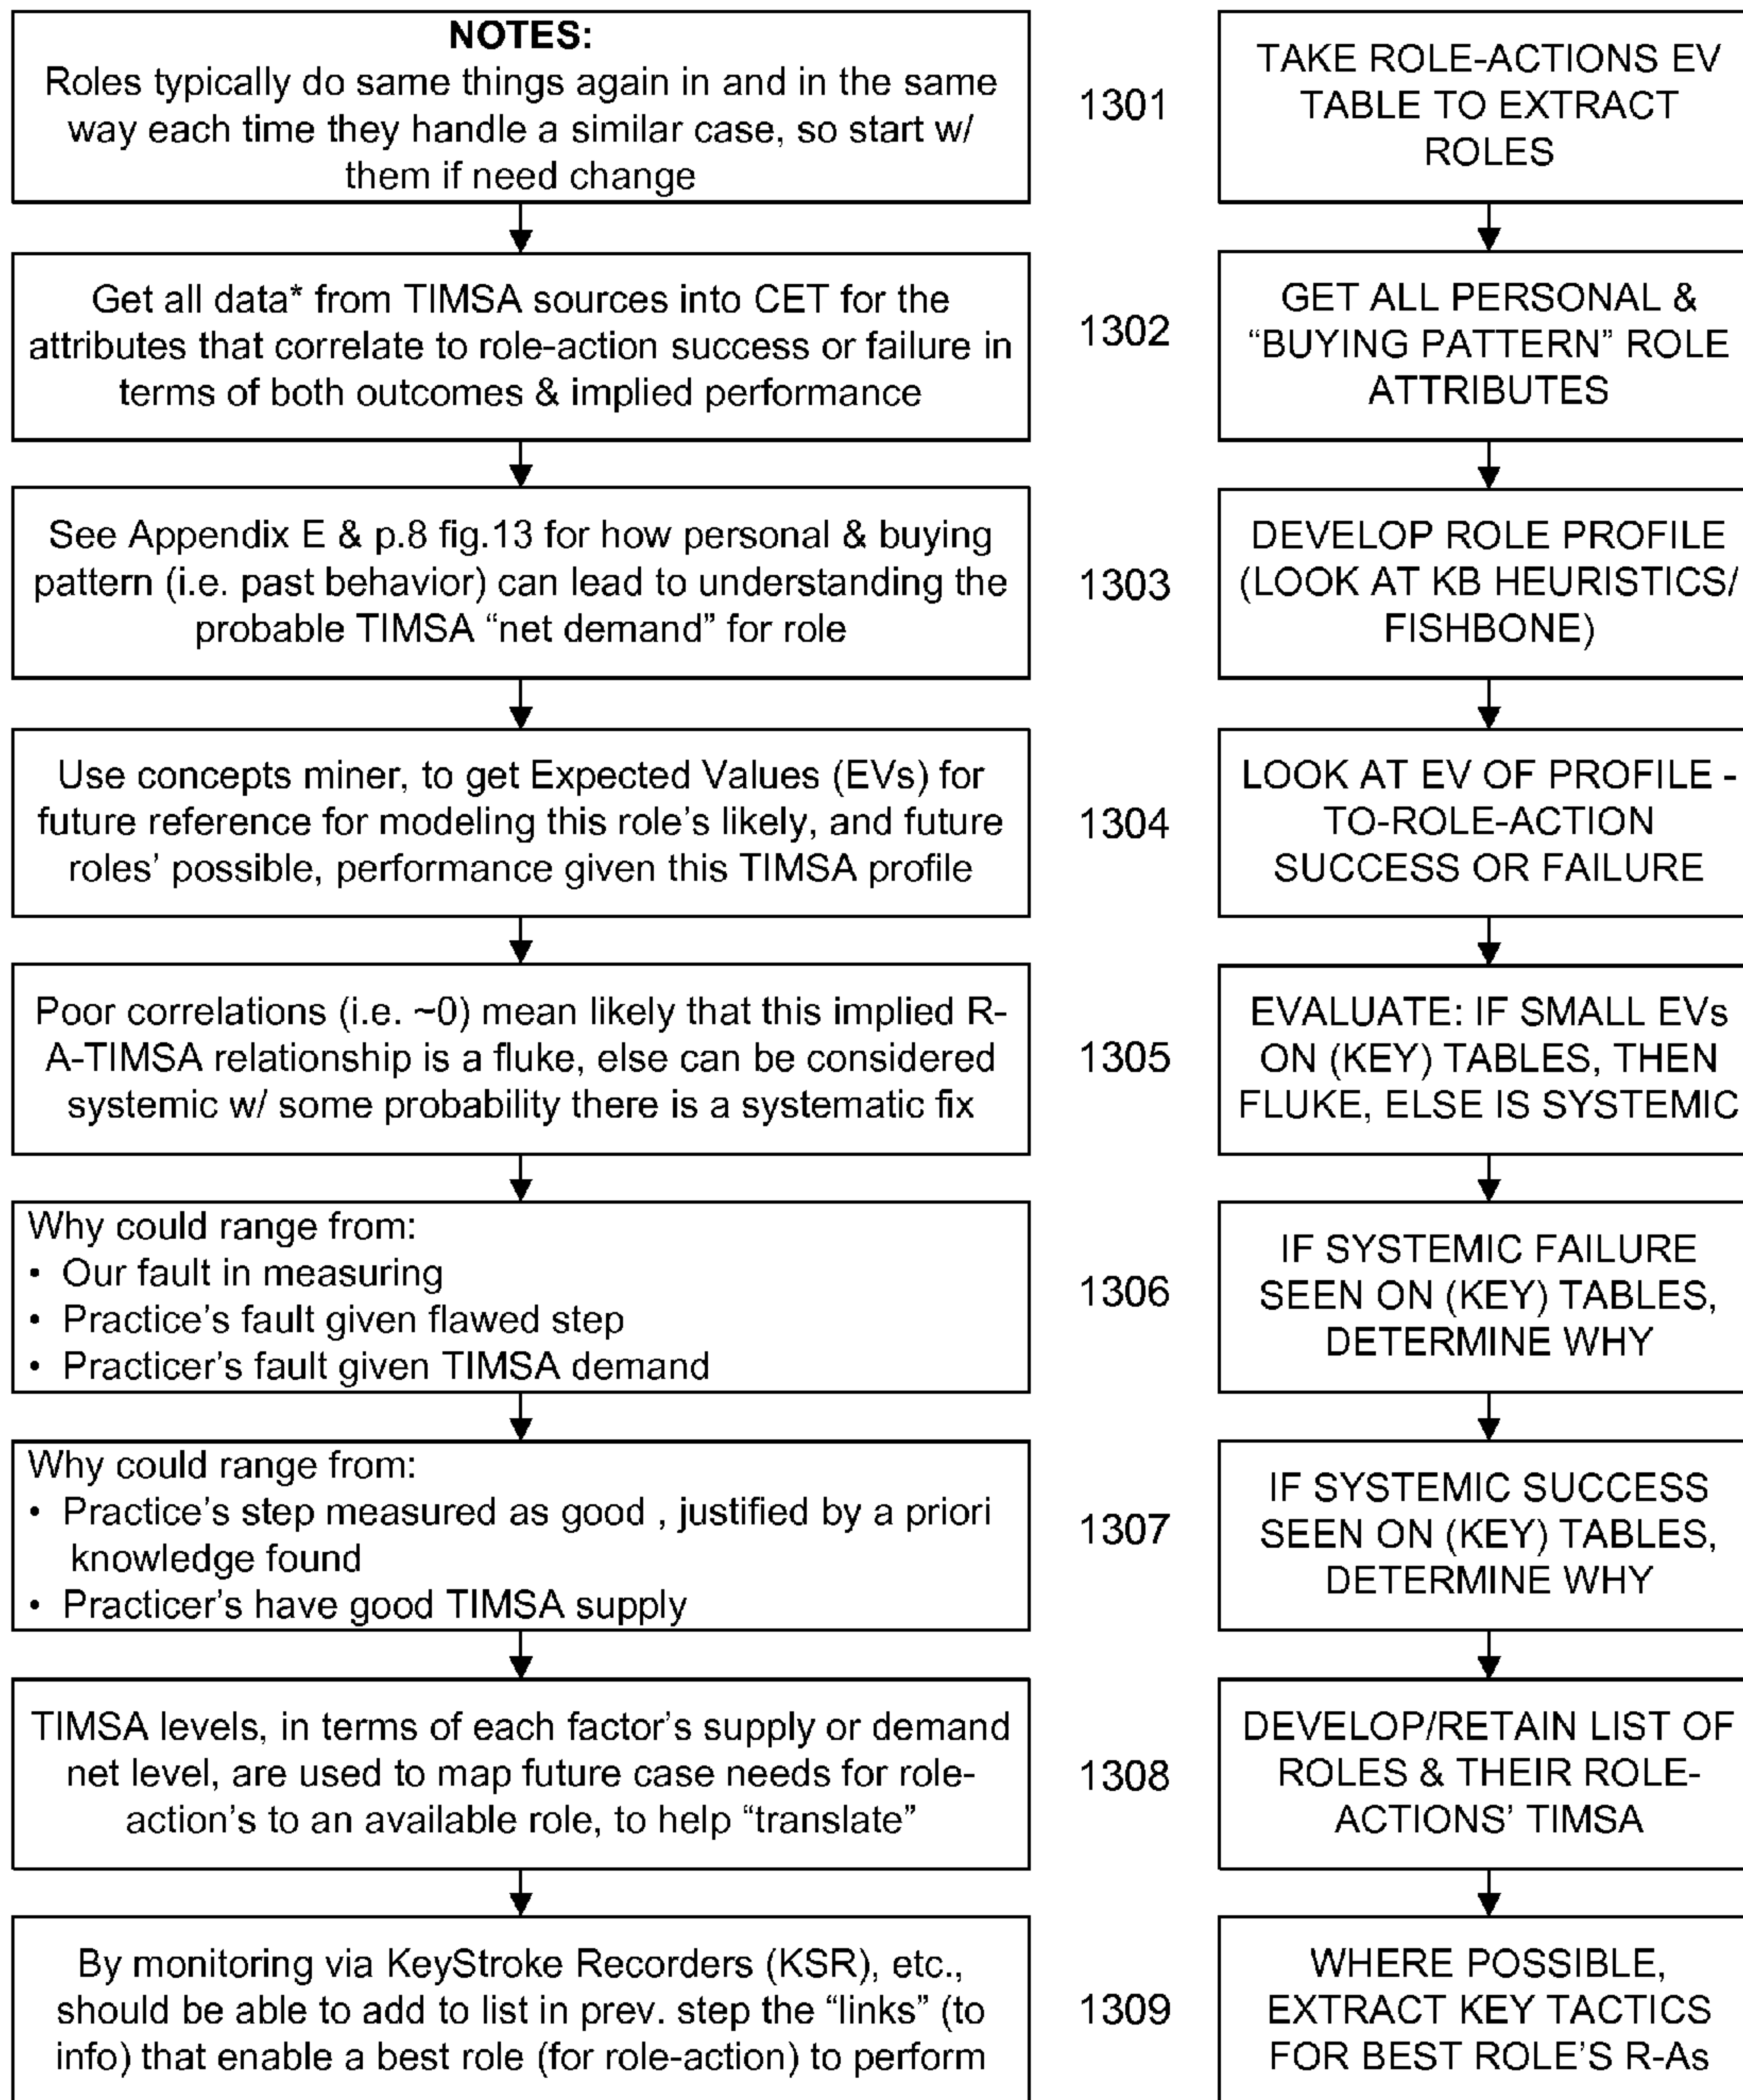 NOTES:
Roles typically do same things again in and in the same
way each time they handle a similar case, so start w/
them if need change
1301
TAKE ROLE-ACTIONS EV
TABLE TO EXTRACT
ROLES
Get all data* from TIMSA sources into CET for the
attributes that correlate to role-action success or failure in
terms of both outcomes & implied performance
1302
GET ALL PERSONAL &
“BUYING PATTERN” ROLE
ATTRIBUTES
See Appendix E & p.8 fig.13 for how personal & buying
pattern (i.e. past behavior) can lead to understanding the
probable TIMSA “net demand” for role
1303
DEVELOP ROLE PROFILE
(LOOK AT KB HEURISTICS/
FISHBONE)
Use concepts miner, to get Expected Values (EVs) for
future reference for modeling this role’s likely, and future
roles’ possible, performance given this TIMSA profile
1304
LOOK AT EV OF PROFILE -
TO-ROLE-ACTION
SUCCESS OR FAILURE
Poor correlations (i.e. ~0) mean likely that this implied R-
A-TIMSA relationship is a fluke, else can be considered
systemic w/ some probability there is a systematic fix
1305
EVALUATE: IF SMALL EVs
ON (KEY) TABLES, THEN
FLUKE, ELSE IS SYSTEMIC
Why could range from:
• Our fault in measuring
• Practice’s fault given flawed step
• Practicer’s fault given TIMSA demand
1306
IF SYSTEMIC FAILURE
SEEN ON (KEY) TABLES,
DETERMINE WHY
Why could range from:
• Practice’s step measured as good , justified by a priori
knowledge found
• Practicer’s have good TIMSA supply
1307
IF SYSTEMIC SUCCESS
SEEN ON (KEY) TABLES,
DETERMINE WHY
TIMSA levels, in terms of each factor’s supply or demand
net level, are used to map future case needs for role-
action’s to an available role, to help “translate”
1308
DEVELOP/RETAIN LIST OF
ROLES & THEIR ROLE-
ACTIONS’ TIMSA
By monitoring via KeyStroke Recorders (KSR), etc.,
should be able to add to list in prev. step the “links” (to
info) that enable a best role (for role-action) to perform
1309
WHERE POSSIBLE,
EXTRACT KEY TACTICS
FOR BEST ROLE’S R-As